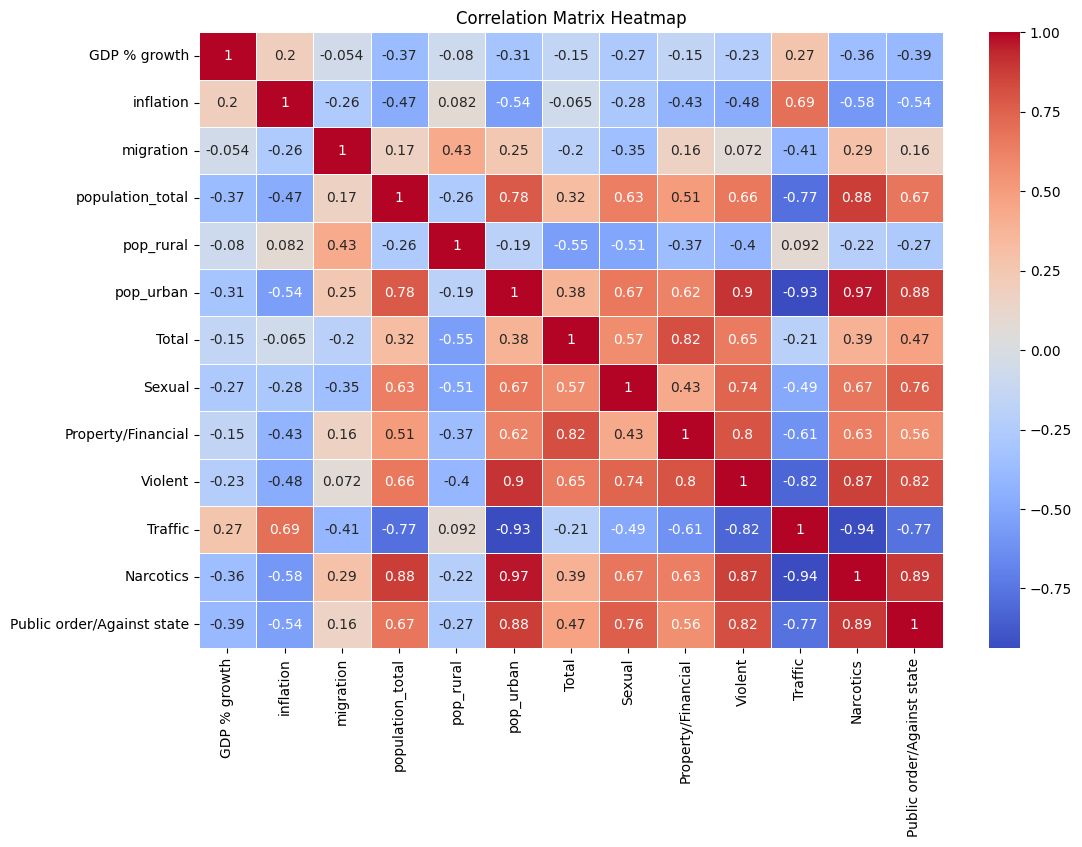 Correlation Matrix Heatmap
GDP % growth 1 0.2 -0.054 -0.37 -0.08 -0.31 -0.15 -0.27 -0.15 -0.23 0.27 -0.36 -0.39
inflation 0.2 1 -0.26 -0.47 0.082 -0.54 -0.065 -0.28 -0.43 -0.48 0.69 -0.58 -0.54
migration -0.054 -0.26 1 0.17 0.43 0.25 -0.2 -0.35 0.16 0.072 -0.41 0.29 0.16
population_total -0.37 -0.47 0.17 1 -0.26 0.78 0.32 0.63 0.51 0.66 -0.77 0.88 0.67
pop_rural -0.08 0.082 0.43 -0.26 1 -0.19 -0.55 -0.51 -0.37 -0.4 0.092 -0.22 -0.27
pop_urban -0.31 -0.54 0.25 0.78 -0.19 1 0.38 0.67 0.62 0.9 -0.93 0.97 0.88
Total -0.15 -0.065 -0.2 0.32 -0.55 0.38 1 0.57 0.82 0.65 -0.21 0.39 0.47
Sexual -0.27 -0.28 -0.35 0.63 -0.51 0.67 0.57 1 0.43 0.74 -0.49 0.67 0.76
Property/Financial -0.15 -0.43 0.16 0.51 -0.37 0.62 0.82 0.43 1 0.8 -0.61 0.63 0.56
Violent -0.23 -0.48 0.072 0.66 -0.4 0.9 0.65 0.74 0.8 1 -0.82 0.87 0.82
Traffic 0.27 0.69 -0.41 -0.77 0.092 -0.93 -0.21 -0.49 -0.61 -0.82 1 -0.94 -0.77
Narcotics -0.36 -0.58 0.29 0.88 -0.22 0.97 0.39 0.67 0.63 0.87 -0.94 1 0.89
Public order/Against state -0.39 -0.54 0.16 0.67 -0.27 0.88 0.47 0.76 0.56 0.82 -0.77 0.89 1
GDP % growth
inflation
migration
population_total
pop_rural
pop_urban
Total
Sexual
Property/Financial
Violent
Traffic
Narcotics
Public order/Against state
1.00
0.75
0.50
0.25
0.00
−0.25
−0.50
−0.75